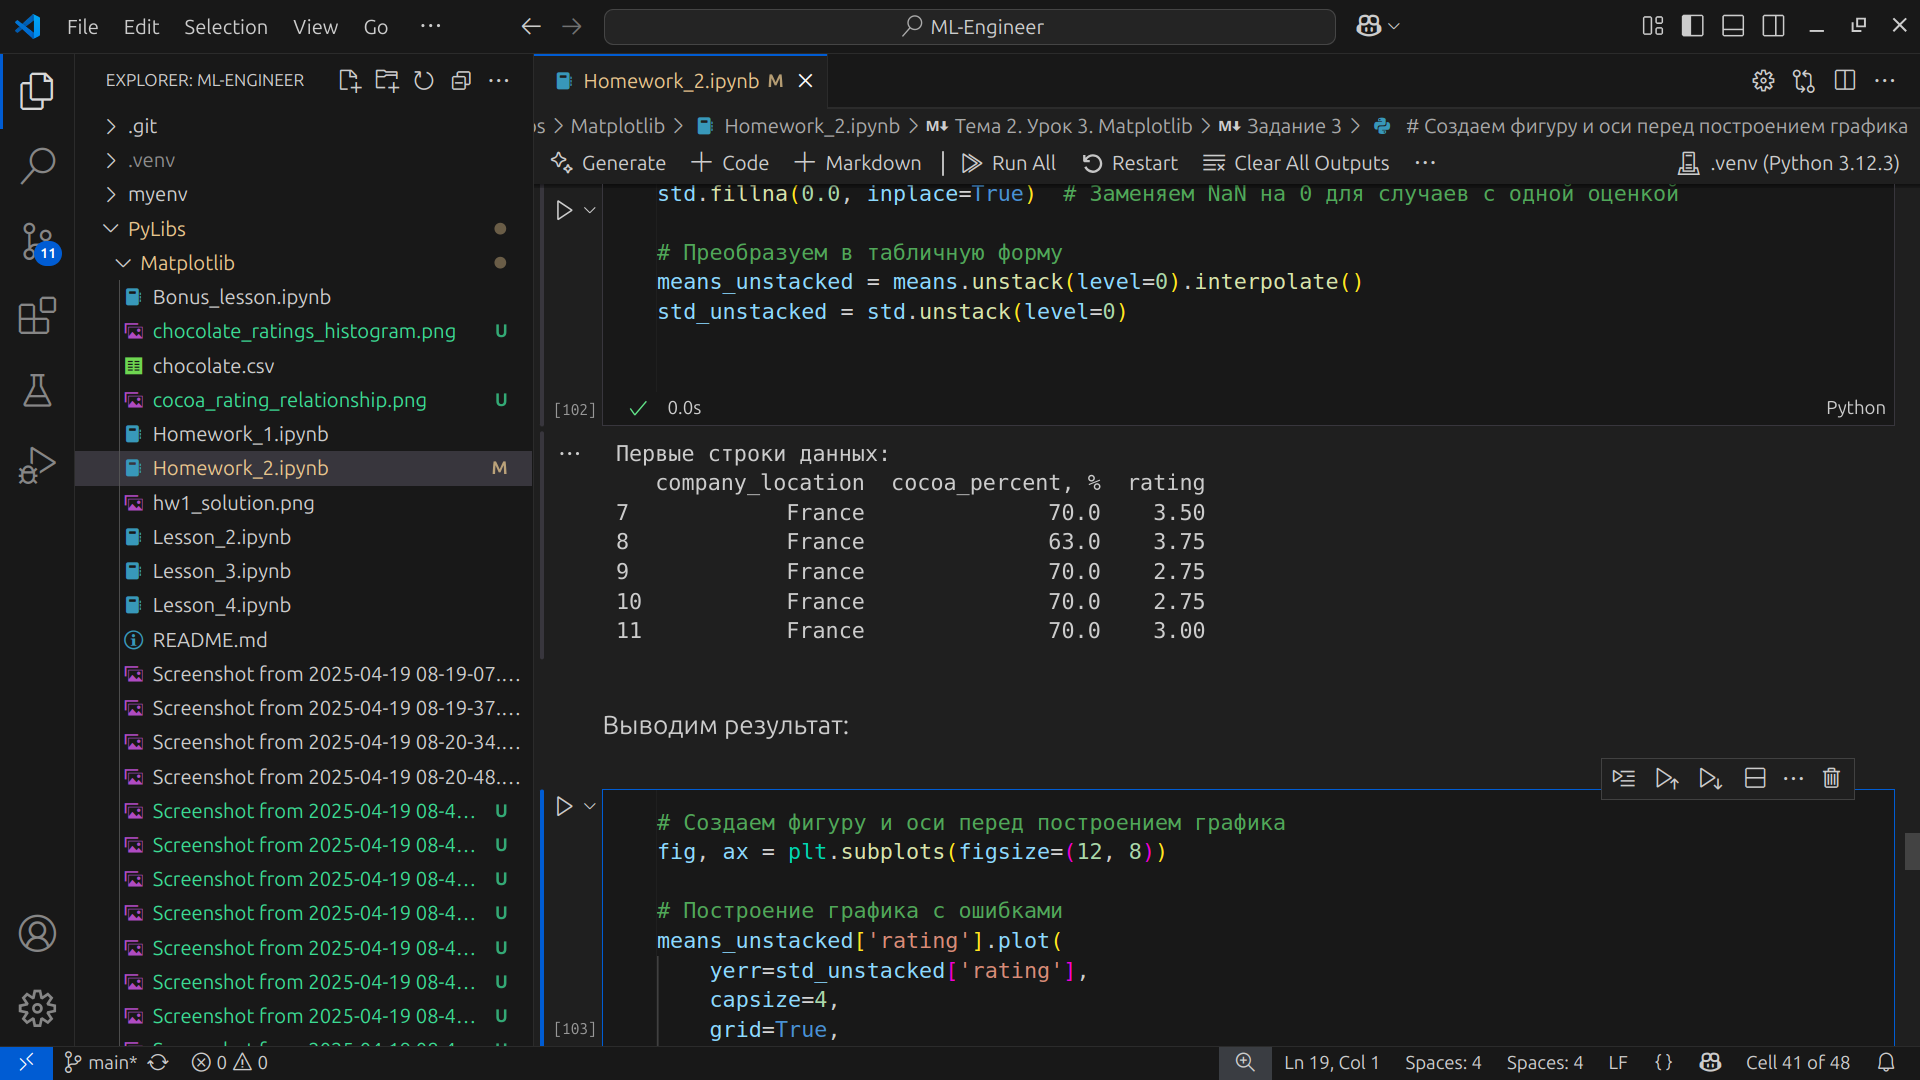 File Edit Selection View Go ··· ML-Engineer
EXPLORER: ML-ENGINEER
.git
.venv
myenv
PyLibs
Matplotlib
Bonus_lesson.ipynb
chocolate_ratings_histogram.png U
chocolate.csv
cocoa_rating_relationship.png U
Homework_1.ipynb
Homework_2.ipynb M
hw1_solution.png
Lesson_2.ipynb
Lesson_3.ipynb
Lesson_4.ipynb
README.md
Screenshot from 2025-04-19 08-19-07....
Screenshot from 2025-04-19 08-19-37....
Screenshot from 2025-04-19 08-20-34....
Screenshot from 2025-04-19 08-20-48....
Screenshot from 2025-04-19 08-4... U
Screenshot from 2025-04-19 08-4... U
Screenshot from 2025-04-19 08-4... U
Screenshot from 2025-04-19 08-4... U
Screenshot from 2025-04-19 08-4... U
Screenshot from 2025-04-19 08-4... U
Screenshot from 2025-04-19 08-4... U
11
Homework_2.ipynb M
Matplotlib > Homework_2.ipynb > M↓ Тема 2. Урок 3. Matplotlib > M↓ Задание 3 > # Создаем фигуру и оси перед построением графика
Generate + Code + Markdown | Run All Restart Clear All Outputs ··· .venv (Python 3.12.3)
std.fillna(0.0, inplace=True)  # Заменяем NaN на 0 для случаев с одной оценкой
# Преобразуем в табличную форму
means_unstacked = means.unstack(level=0).interpolate()
std_unstacked = std.unstack(level=0)
[102] 0.0s Python
Первые строки данных:
company_location  cocoa_percent, %  rating
7 France 70.0 3.50
8 France 63.0 3.75
9 France 70.0 2.75
10 France 70.0 2.75
11 France 70.0 3.00
Выводим результат:
# Создаем фигуру и оси перед построением графика
fig, ax = plt.subplots(figsize=(12, 8))
# Построение графика с ошибками
means_unstacked['rating'].plot(
yerr=std_unstacked['rating'],
capsize=4,
grid=True,
[103]
main* 0 0 Ln 19, Col 1 Spaces: 4 Spaces: 4 LF {} Cell 41 of 48